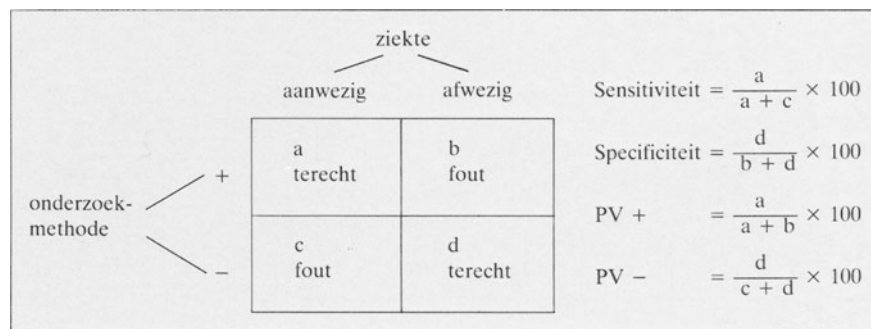 ziekte
aanwezig afwezig
onderzoek-
methode
+
a
terecht
b
fout
−
c
fout
d
terecht
Sensitiviteit = a / a + c × 100
Specificiteit = d / b + d × 100
PV + = a / a + b × 100
PV − = d / c + d × 100